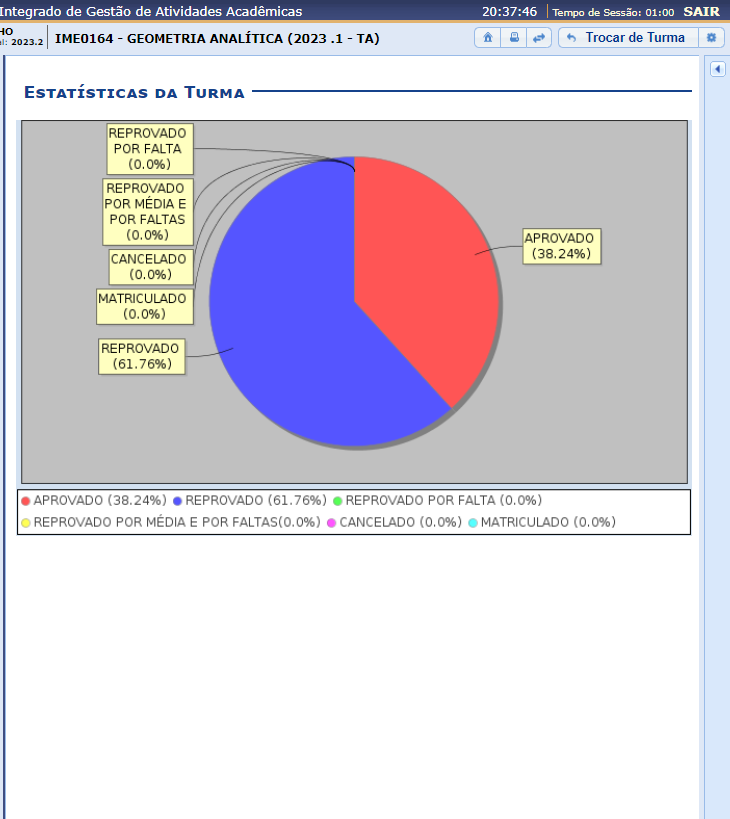 Integrado de Gestão de Atividades Acadêmicas 20:37:46 Tempo de Sessão: 01:00 SAIR
HO
el: 2023.2 IME0164 - GEOMETRIA ANALÍTICA (2023 .1 - TA) Trocar de Turma
ESTATÍSTICAS DA TURMA
REPROVADO
POR FALTA
(0.0%)
REPROVADO
POR MÉDIA E
POR FALTAS
(0.0%)
CANCELADO
(0.0%)
MATRICULADO
(0.0%)
REPROVADO
(61.76%)
APROVADO
(38.24%)
APROVADO (38.24%) REPROVADO (61.76%) REPROVADO POR FALTA (0.0%)
REPROVADO POR MÉDIA E POR FALTAS(0.0%) CANCELADO (0.0%) MATRICULADO (0.0%)